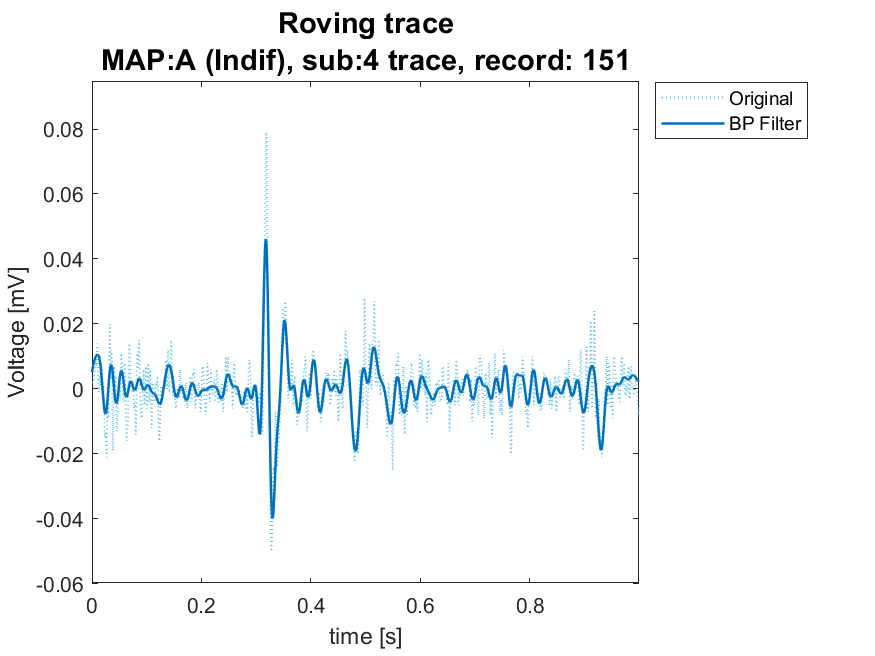 Roving trace
MAP:A (Indif), sub:4 trace, record: 151
Original
BP Filter
Voltage [mV]
0.08
0.06
0.04
0.02
0
-0.02
-0.04
-0.06
0
0.2
0.4
0.6
0.8
time [s]